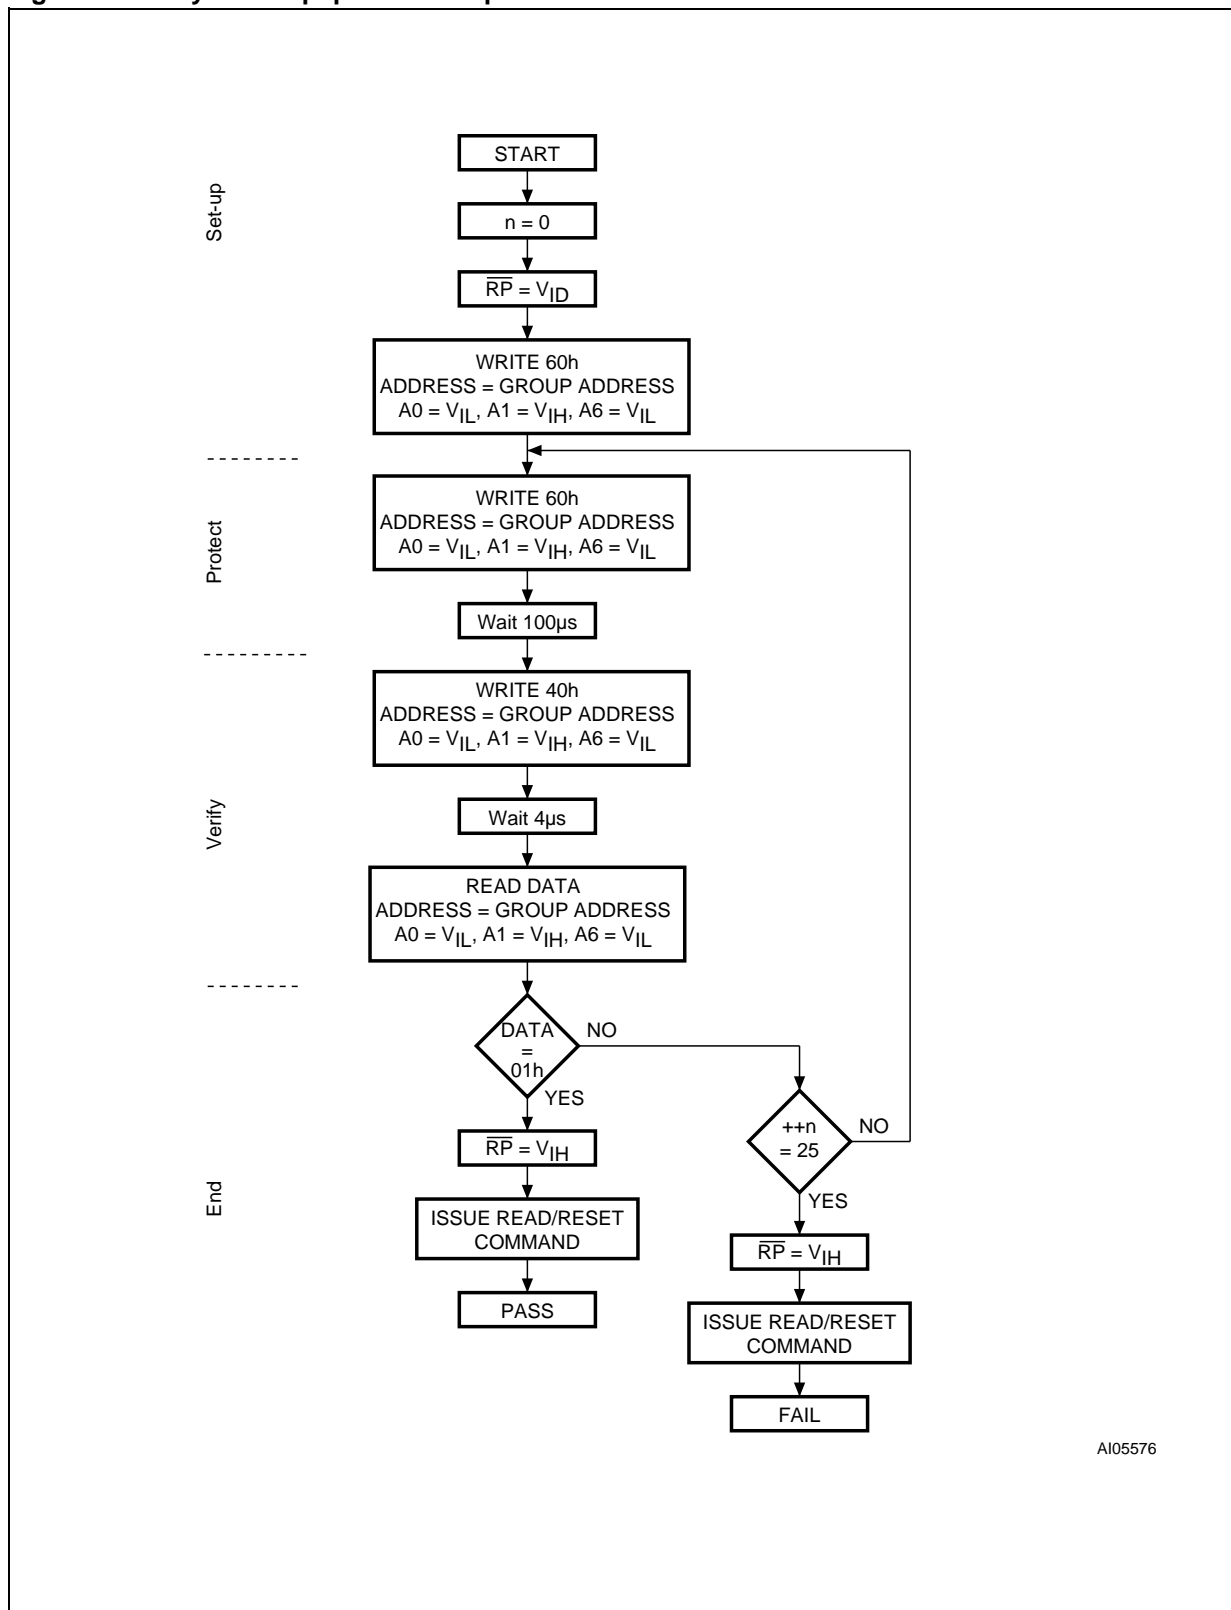 START
Set-up
n = 0
R̅P̅ = VID
WRITE 60h
ADDRESS = GROUP ADDRESS
A0 = VIL, A1 = VIH, A6 = VIL
Protect
WRITE 60h
ADDRESS = GROUP ADDRESS
A0 = VIL, A1 = VIH, A6 = VIL
Wait 100µs
WRITE 40h
ADDRESS = GROUP ADDRESS
A0 = VIL, A1 = VIH, A6 = VIL
Verify
Wait 4µs
READ DATA
ADDRESS = GROUP ADDRESS
A0 = VIL, A1 = VIH, A6 = VIL
DATA
=
01h
NO
YES
++n
= 25
NO
YES
End
R̅P̅ = VIH
ISSUE READ/RESET
COMMAND
PASS
R̅P̅ = VIH
ISSUE READ/RESET
COMMAND
FAIL
AI05576